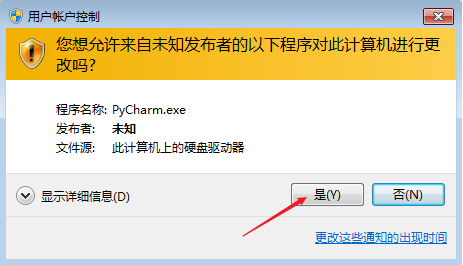 用户帐户控制
您想允许来自未知发布者的以下程序对此计算机进行更
改吗?
程序名称: PyCharm.exe
发布者: 未知
文件源: 此计算机上的硬盘驱动器
显示详细信息(D) 是(Y) 否(N)
更改这些通知的出现时间